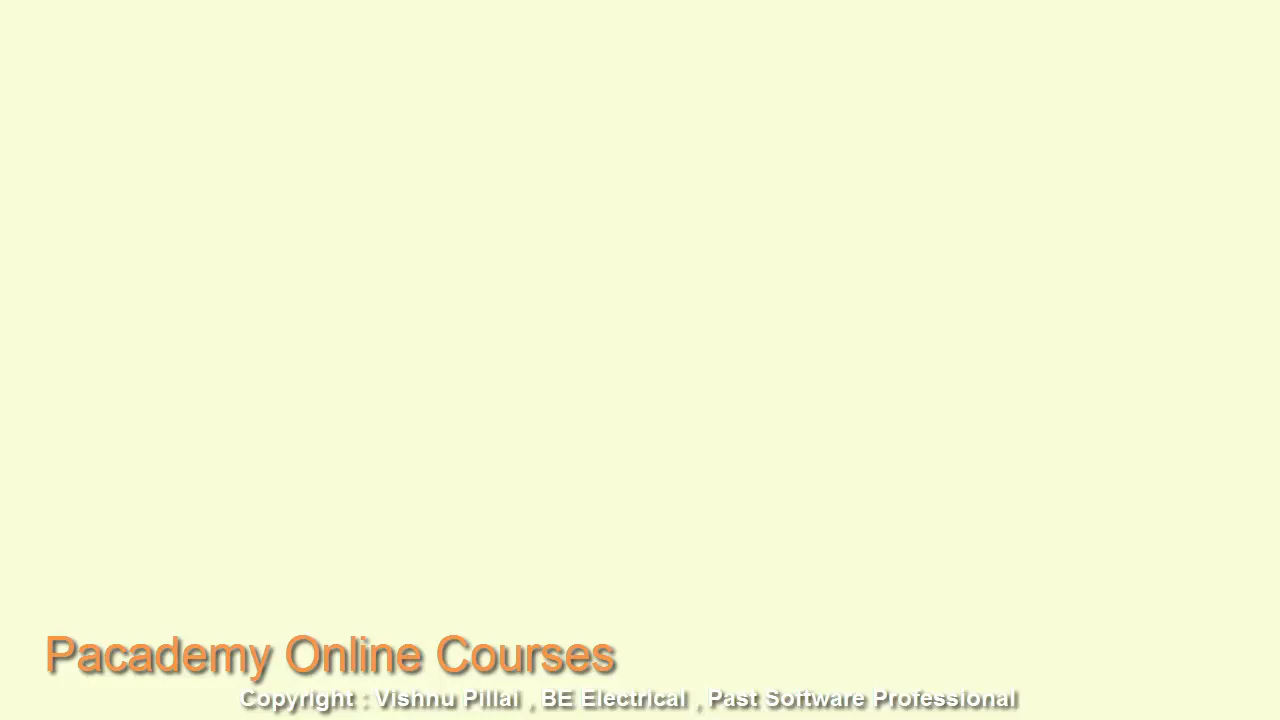 Pacademy Online Courses
Copyright : Vishnu Pillai , BE Electrical , Past Software Professional